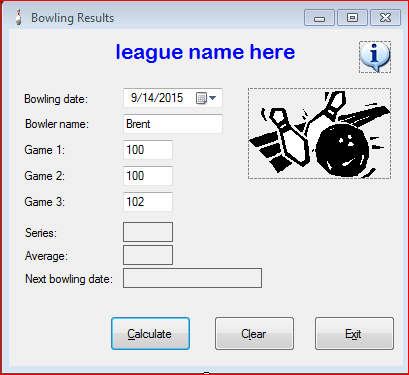 Bowling Results
league name here
Bowling date: 9/14/2015
Bowler name: Brent
Game 1: 100
Game 2: 100
Game 3: 102
Series:
Average:
Next bowling date:
Calculate Clear Exit